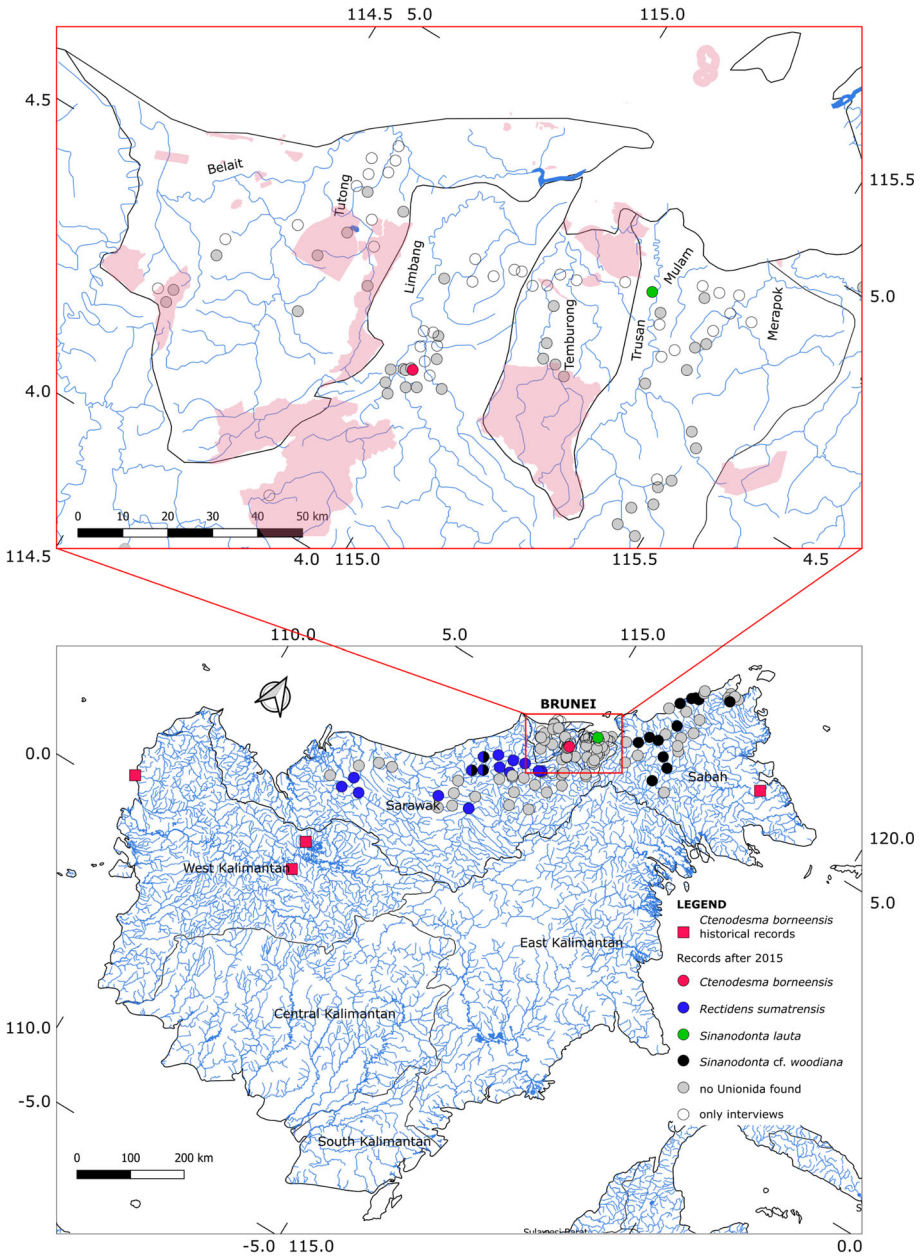 114.5 5.0 115.0
4.5
Belait
Tutong
115.5
Limbang
Mulam
5.0
Temburong
Trusan
Merapok
4.0
0 10 20 30 40 50 km
114.5 4.0 115.0 115.5 4.5
110.0 5.0 115.0
BRUNEI
0.0
Sabah
Sarawak
120.0
West Kalimantan
LEGEND
5.0
Ctenodesma borneensis
historical records
East Kalimantan
Records after 2015
Ctenodesma borneensis
Rectidens sumatrensis
Central Kalimantan
110.0
Sinanodonta lauta
Sinanodonta cf. woodiana
no Unionida found
-5.0
only interviews
South Kalimantan
0 100 200 km
Sulawesi Barat
-5.0 115.0 0.0